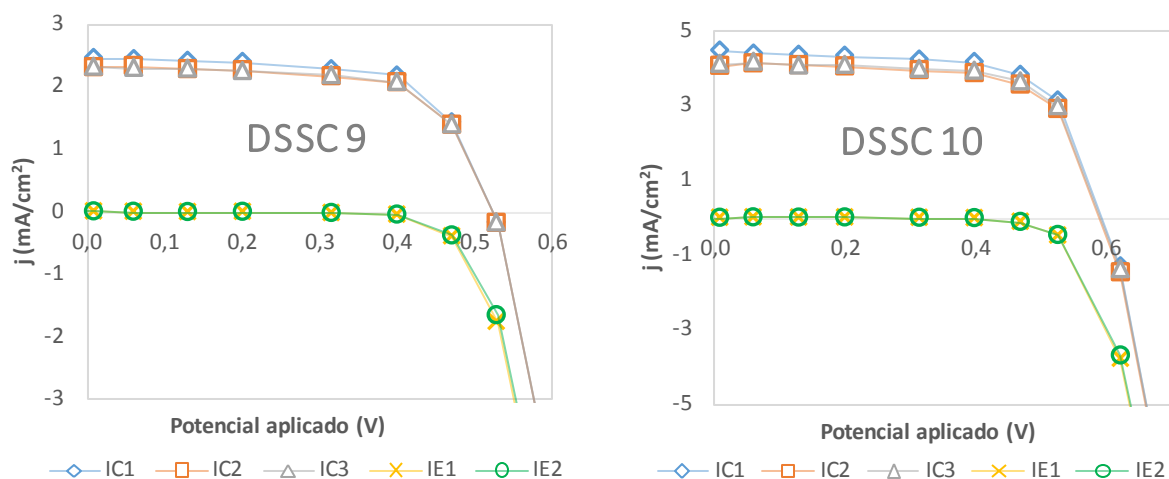 3
2
1
0
-1
-2
-3
0,0 0,1 0,2 0,3 0,4 0,5 0,6
j (mA/cm²)
DSSC 9
Potencial aplicado (V)
IC1 IC2 IC3 IE1 IE2
5
3
1
-1
-3
-5
0,0 0,2 0,4 0,6
j (mA/cm²)
DSSC 10
Potencial aplicado (V)
IC1 IC2 IC3 IE1 IE2